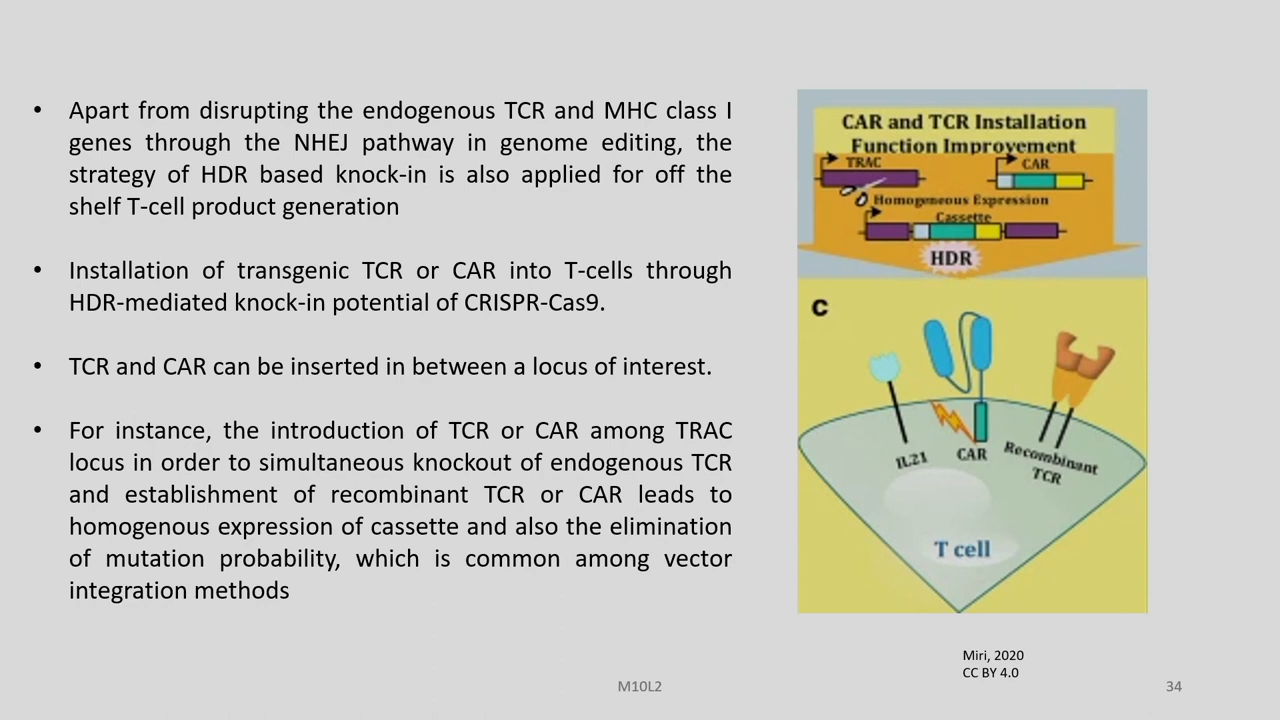 • Apart from disrupting the endogenous TCR and MHC class I
genes through the NHEJ pathway in genome editing, the
strategy of HDR based knock-in is also applied for off the
shelf T-cell product generation
• Installation of transgenic TCR or CAR into T-cells through
HDR-mediated knock-in potential of CRISPR-Cas9.
• TCR and CAR can be inserted in between a locus of interest.
• For instance, the introduction of TCR or CAR among TRAC
locus in order to simultaneous knockout of endogenous TCR
and establishment of recombinant TCR or CAR leads to
homogenous expression of cassette and also the elimination
of mutation probability, which is common among vector
integration methods
CAR and TCR Installation
Function Improvement
TRAC
CAR
Homogeneous Expression
Cassette
HDR
C
IL21
CAR
Recombinant
TCR
T cell
Miri, 2020
CC BY 4.0
M10L2
34